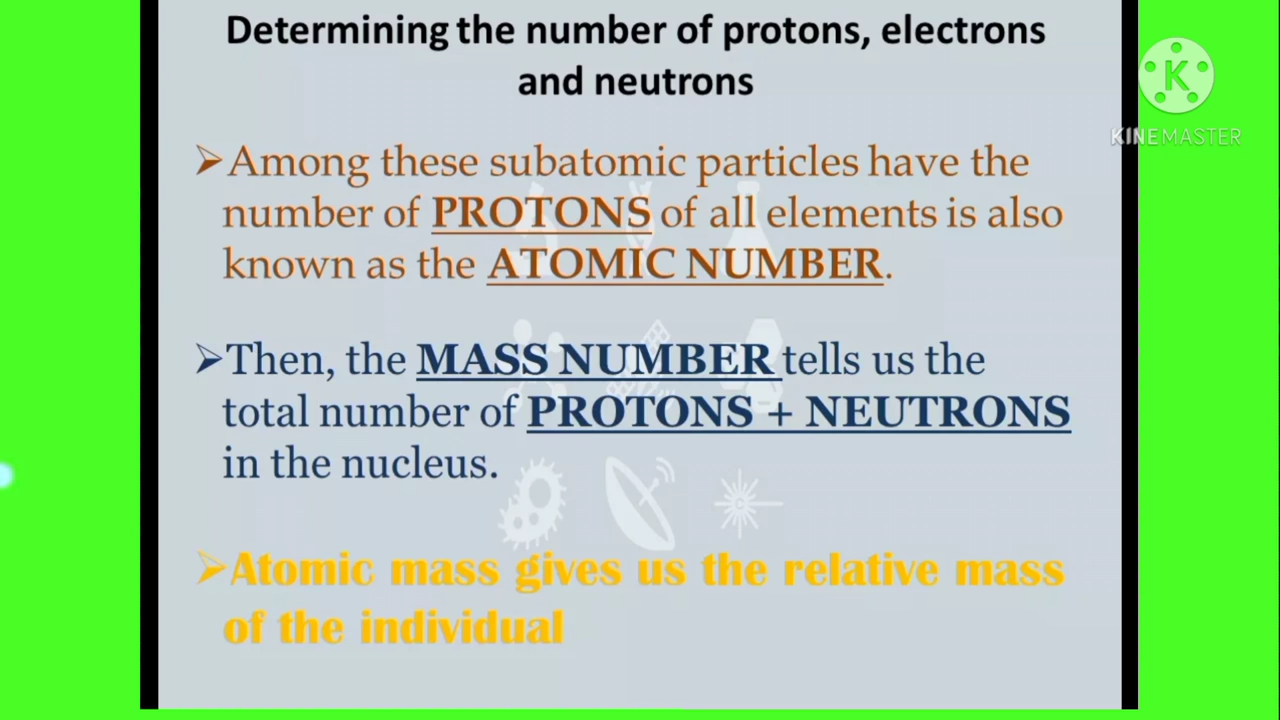 Determining the number of protons, electrons
and neutrons
➢Among these subatomic particles have the
number of PROTONS of all elements is also
known as the ATOMIC NUMBER.
➢Then, the MASS NUMBER tells us the
total number of PROTONS + NEUTRONS
in the nucleus.
➢Atomic mass gives us the relative mass
of the individual
K
KINEMASTER